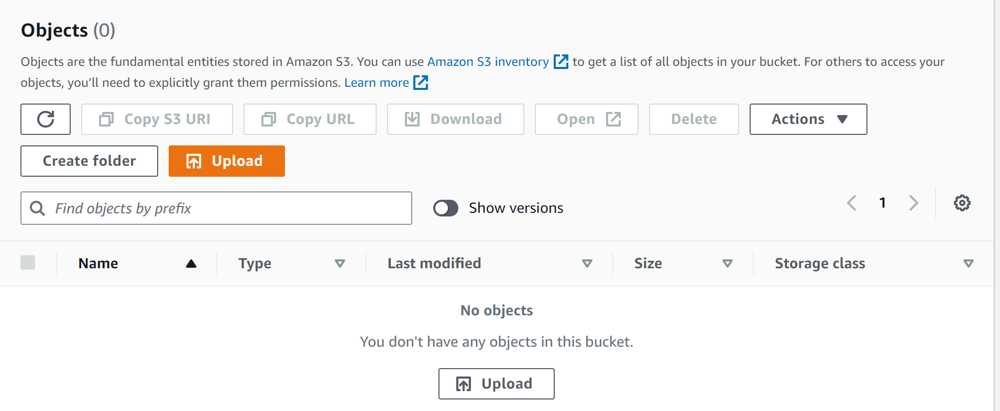 Objects (0)
Objects are the fundamental entities stored in Amazon S3. You can use Amazon S3 inventory to get a list of all objects in your bucket. For others to access your
objects, you’ll need to explicitly grant them permissions. Learn more
Copy S3 URI Copy URL Download Open Delete Actions
Create folder Upload
Find objects by prefix Show versions 1
Name Type Last modified Size Storage class
No objects
You don't have any objects in this bucket.
Upload